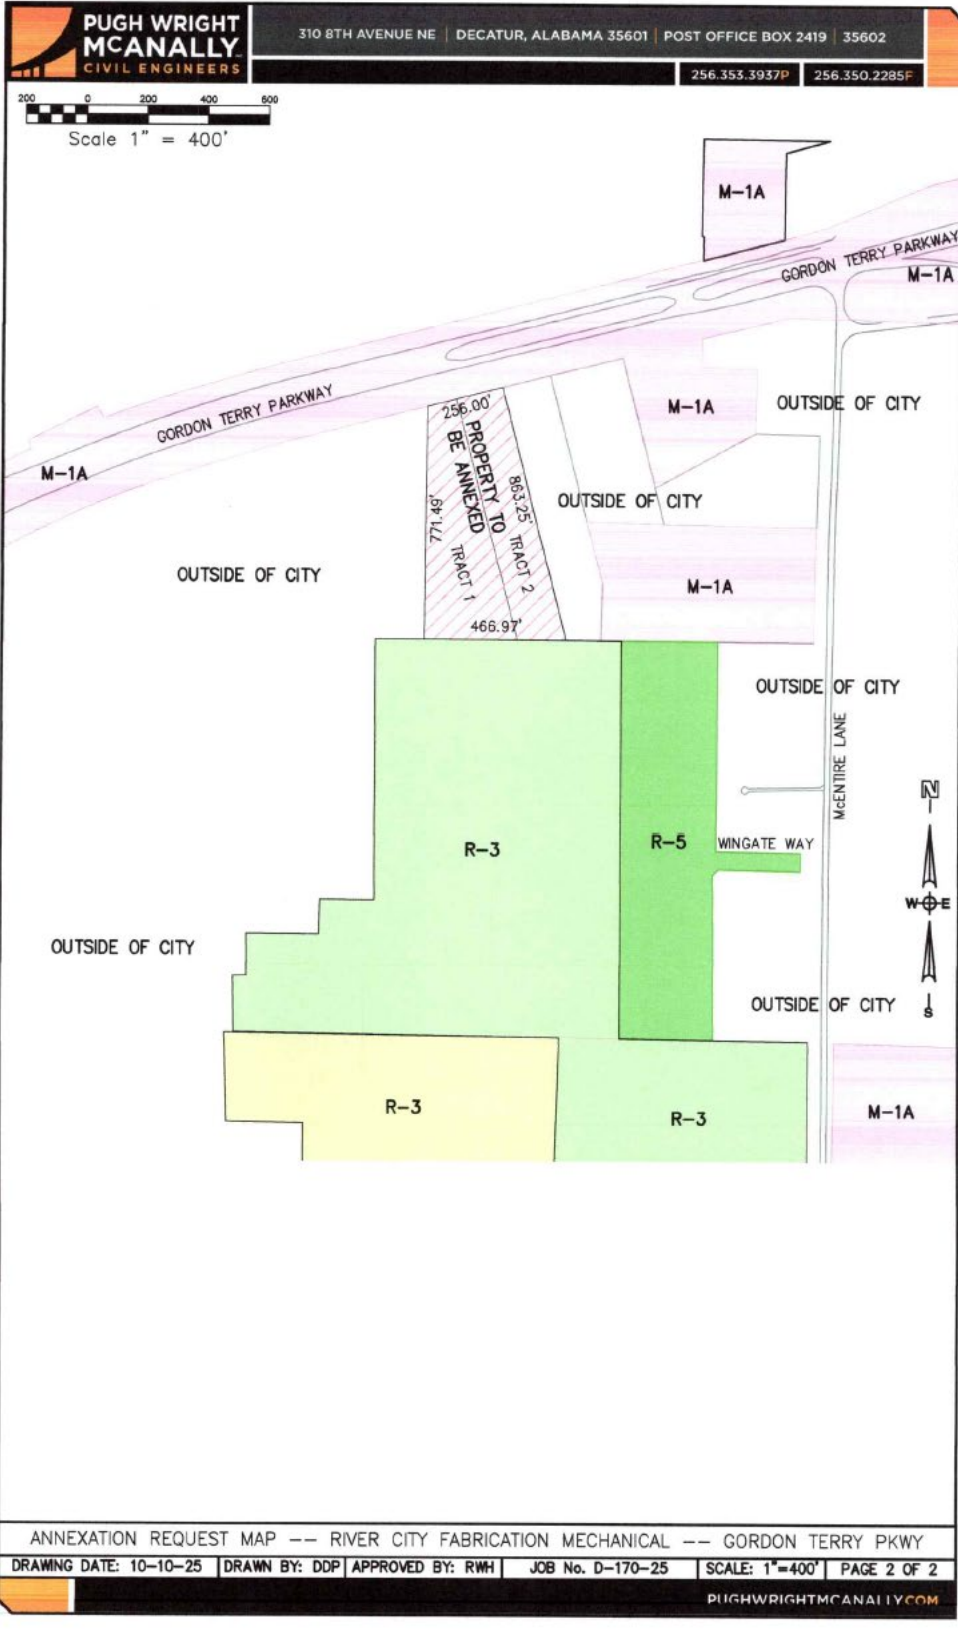 PUGH WRIGHT
MCANALLY
CIVIL ENGINEERS
310 8TH AVENUE NE | DECATUR, ALABAMA 35601 | POST OFFICE BOX 2419 | 35602
256.353.3937P
256.350.2285F
200 0 200 400 600
Scale 1" = 400'
M-1A
GORDON TERRY PARKWAY
M-1A
GORDON TERRY PARKWAY
M-1A
OUTSIDE OF CITY
M-1A
256.00'
PROPERTY TO
BE ANNEXED
863.25'
771.49'
TRACT 2
TRACT 1
466.97'
OUTSIDE OF CITY
OUTSIDE OF CITY
M-1A
OUTSIDE OF CITY
McENTIRE LANE
N
R-3
R-5
WINGATE WAY
W E
S
OUTSIDE OF CITY
OUTSIDE OF CITY
R-3
R-3
M-1A
ANNEXATION REQUEST MAP -- RIVER CITY FABRICATION MECHANICAL -- GORDON TERRY PKWY
DRAWING DATE: 10-10-25 | DRAWN BY: DDP | APPROVED BY: RWH | JOB No. D-170-25 | SCALE: 1"=400' | PAGE 2 OF 2
PUGHWRIGHTMCANALLY.COM